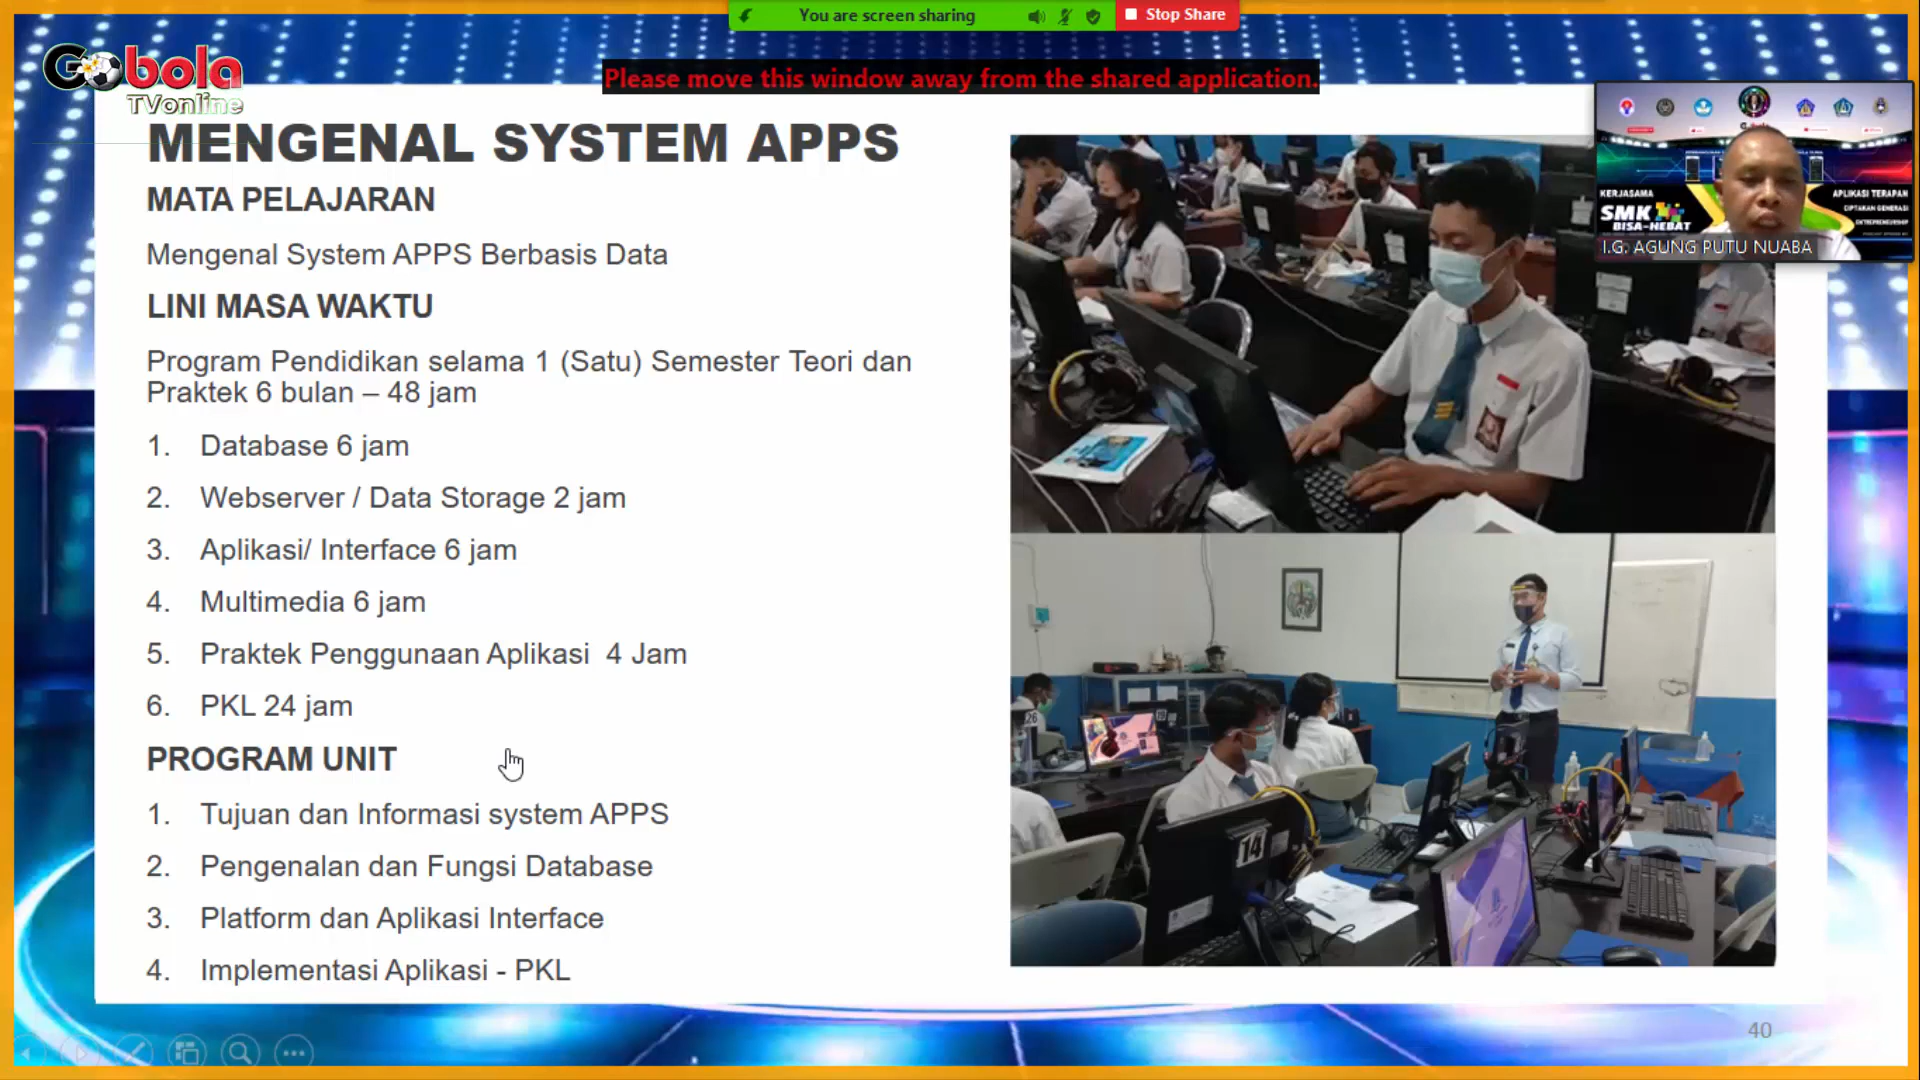 You are screen sharing
Stop Share
Please move this window away from the shared application.
Gobola
TVonline
MENGENAL SYSTEM APPS
MATA PELAJARAN
Mengenal System APPS Berbasis Data
LINI MASA WAKTU
Program Pendidikan selama 1 (Satu) Semester Teori dan
Praktek 6 bulan – 48 jam
1. Database 6 jam
2. Webserver / Data Storage 2 jam
3. Aplikasi/ Interface 6 jam
4. Multimedia 6 jam
5. Praktek Penggunaan Aplikasi 4 Jam
6. PKL 24 jam
PROGRAM UNIT
1. Tujuan dan Informasi system APPS
2. Pengenalan dan Fungsi Database
3. Platform dan Aplikasi Interface
4. Implementasi Aplikasi - PKL
KERJASAMA
SMK
BISA-HEBAT
APLIKASI TERAPAN
CIPTAKAN GENERASI
ENTREPRENEURSHIP
I.G. AGUNG PUTU NUABA
26
14
40